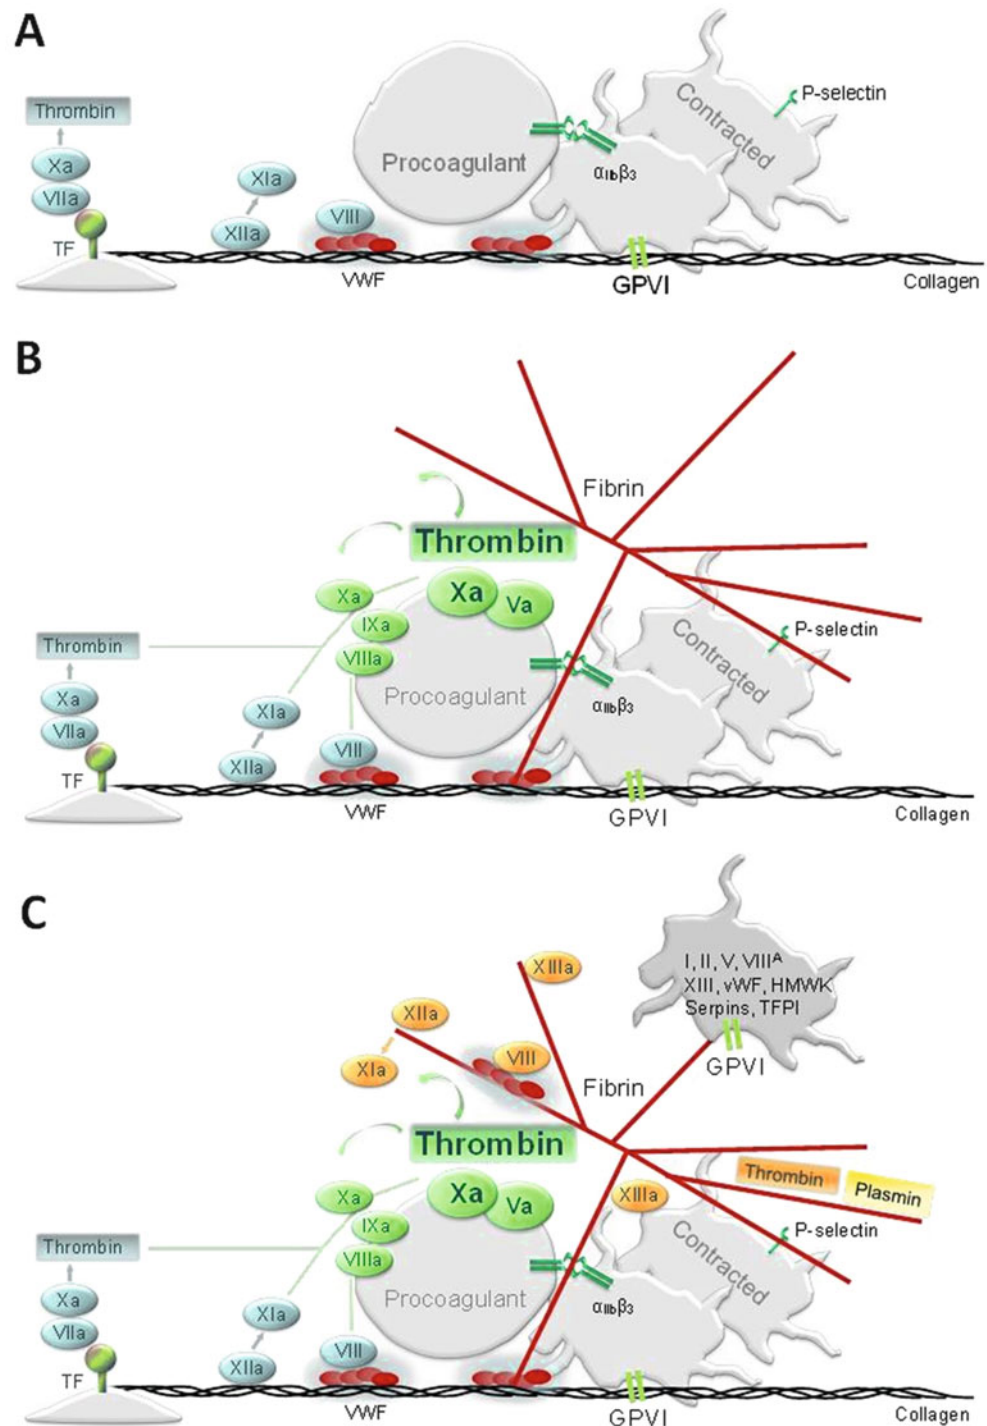 A
Thrombin
Xa
VIIa
TF
XIa
XIIa
VIII
VWF
Procoagulant
αIIbβ3
Contracted
P-selectin
GPVI
Collagen
B
Fibrin
Thrombin
Xa
Va
Xa
IXa
VIIIa
Thrombin
Xa
VIIa
TF
XIa
XIIa
VIII
VWF
Procoagulant
αIIbβ3
Contracted
P-selectin
GPVI
Collagen
C
I, II, V, VIIIᴬ
XIII, vWF, HMWK
Serpins, TFPI
GPVI
XIIIa
XIIa
XIa
VIII
Fibrin
Thrombin
Xa
Va
Xa
IXa
VIIIa
XIIIa
Thrombin
Plasmin
P-selectin
Contracted
Thrombin
Xa
VIIa
TF
XIa
XIIa
VIII
VWF
Procoagulant
αIIbβ3
GPVI
Collagen